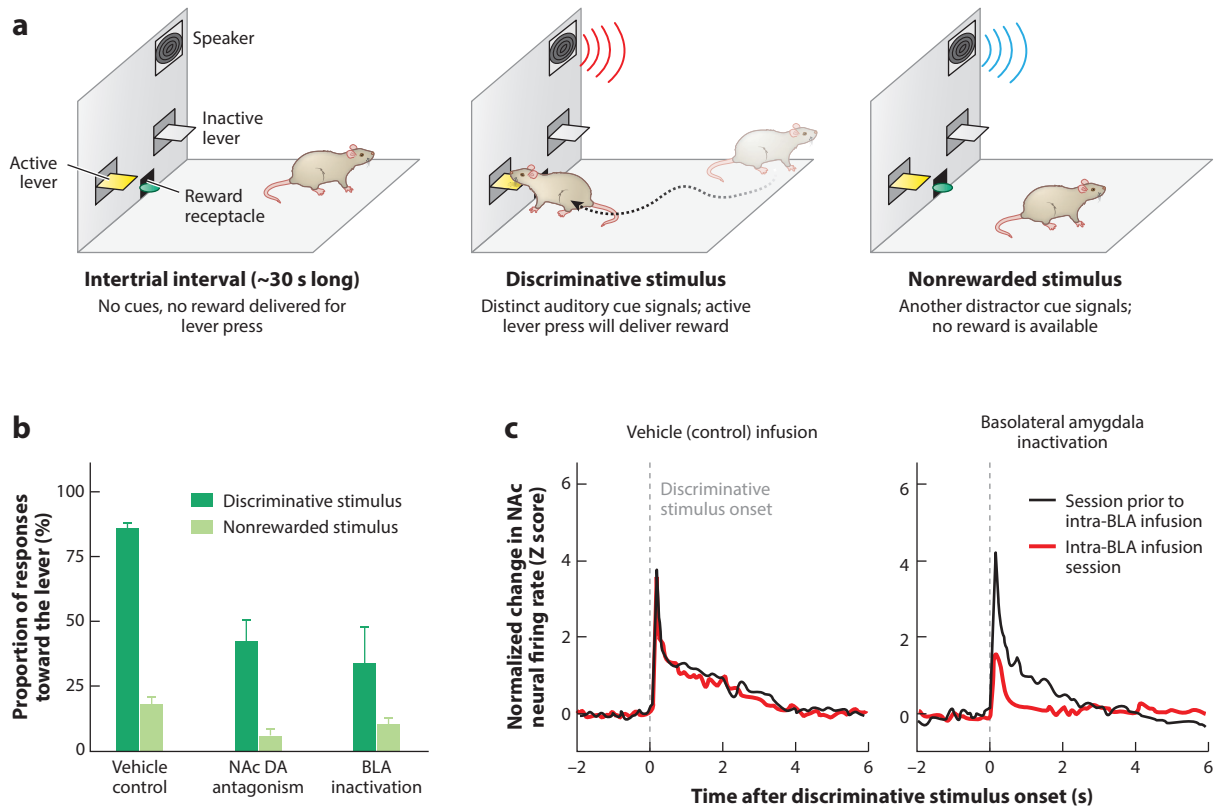 a
Speaker
Inactive
lever
Active
lever
Reward
receptacle
Intertrial interval (~30 s long)
No cues, no reward delivered for
lever press
Discriminative stimulus
Distinct auditory cue signals; active
lever press will deliver reward
Nonrewarded stimulus
Another distractor cue signals;
no reward is available
b
Proportion of responses
toward the lever (%)
100
75
50
25
0
Discriminative stimulus
Nonrewarded stimulus
Vehicle
control
NAc DA
antagonism
BLA
inactivation
c
Vehicle (control) infusion
Normalized change in NAc
neural firing rate (Z score)
6
4
2
0
Discriminative
stimulus onset
−2
0
2
4
6
Basolateral amygdala
inactivation
6
4
2
0
Session prior to
intra-BLA infusion
Intra-BLA infusion
session
−2
0
2
4
6
Time after discriminative stimulus onset (s)